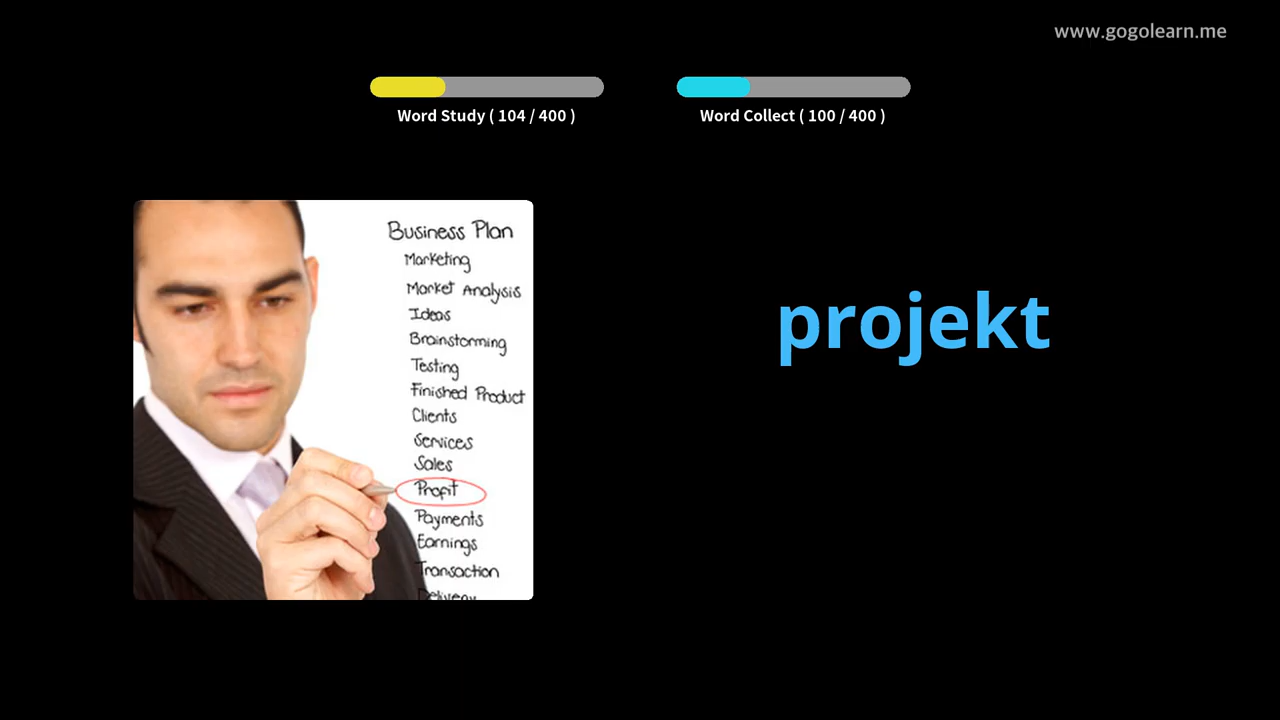 www.gogolearn.me
Word Study ( 104 / 400 )
Word Collect ( 100 / 400 )
Business Plan
Marketing
Market Analysis
Ideas
Brainstorming
Testing
Finished Product
Clients
Services
Sales
Profit
Payments
Earnings
Transaction
Delivery
projekt